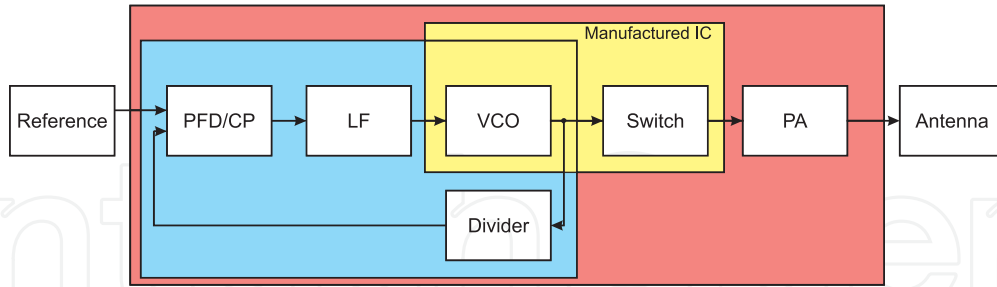 Manufactured IC
Reference
PFD/CP
LF
VCO
Switch
PA
Antenna
Divider